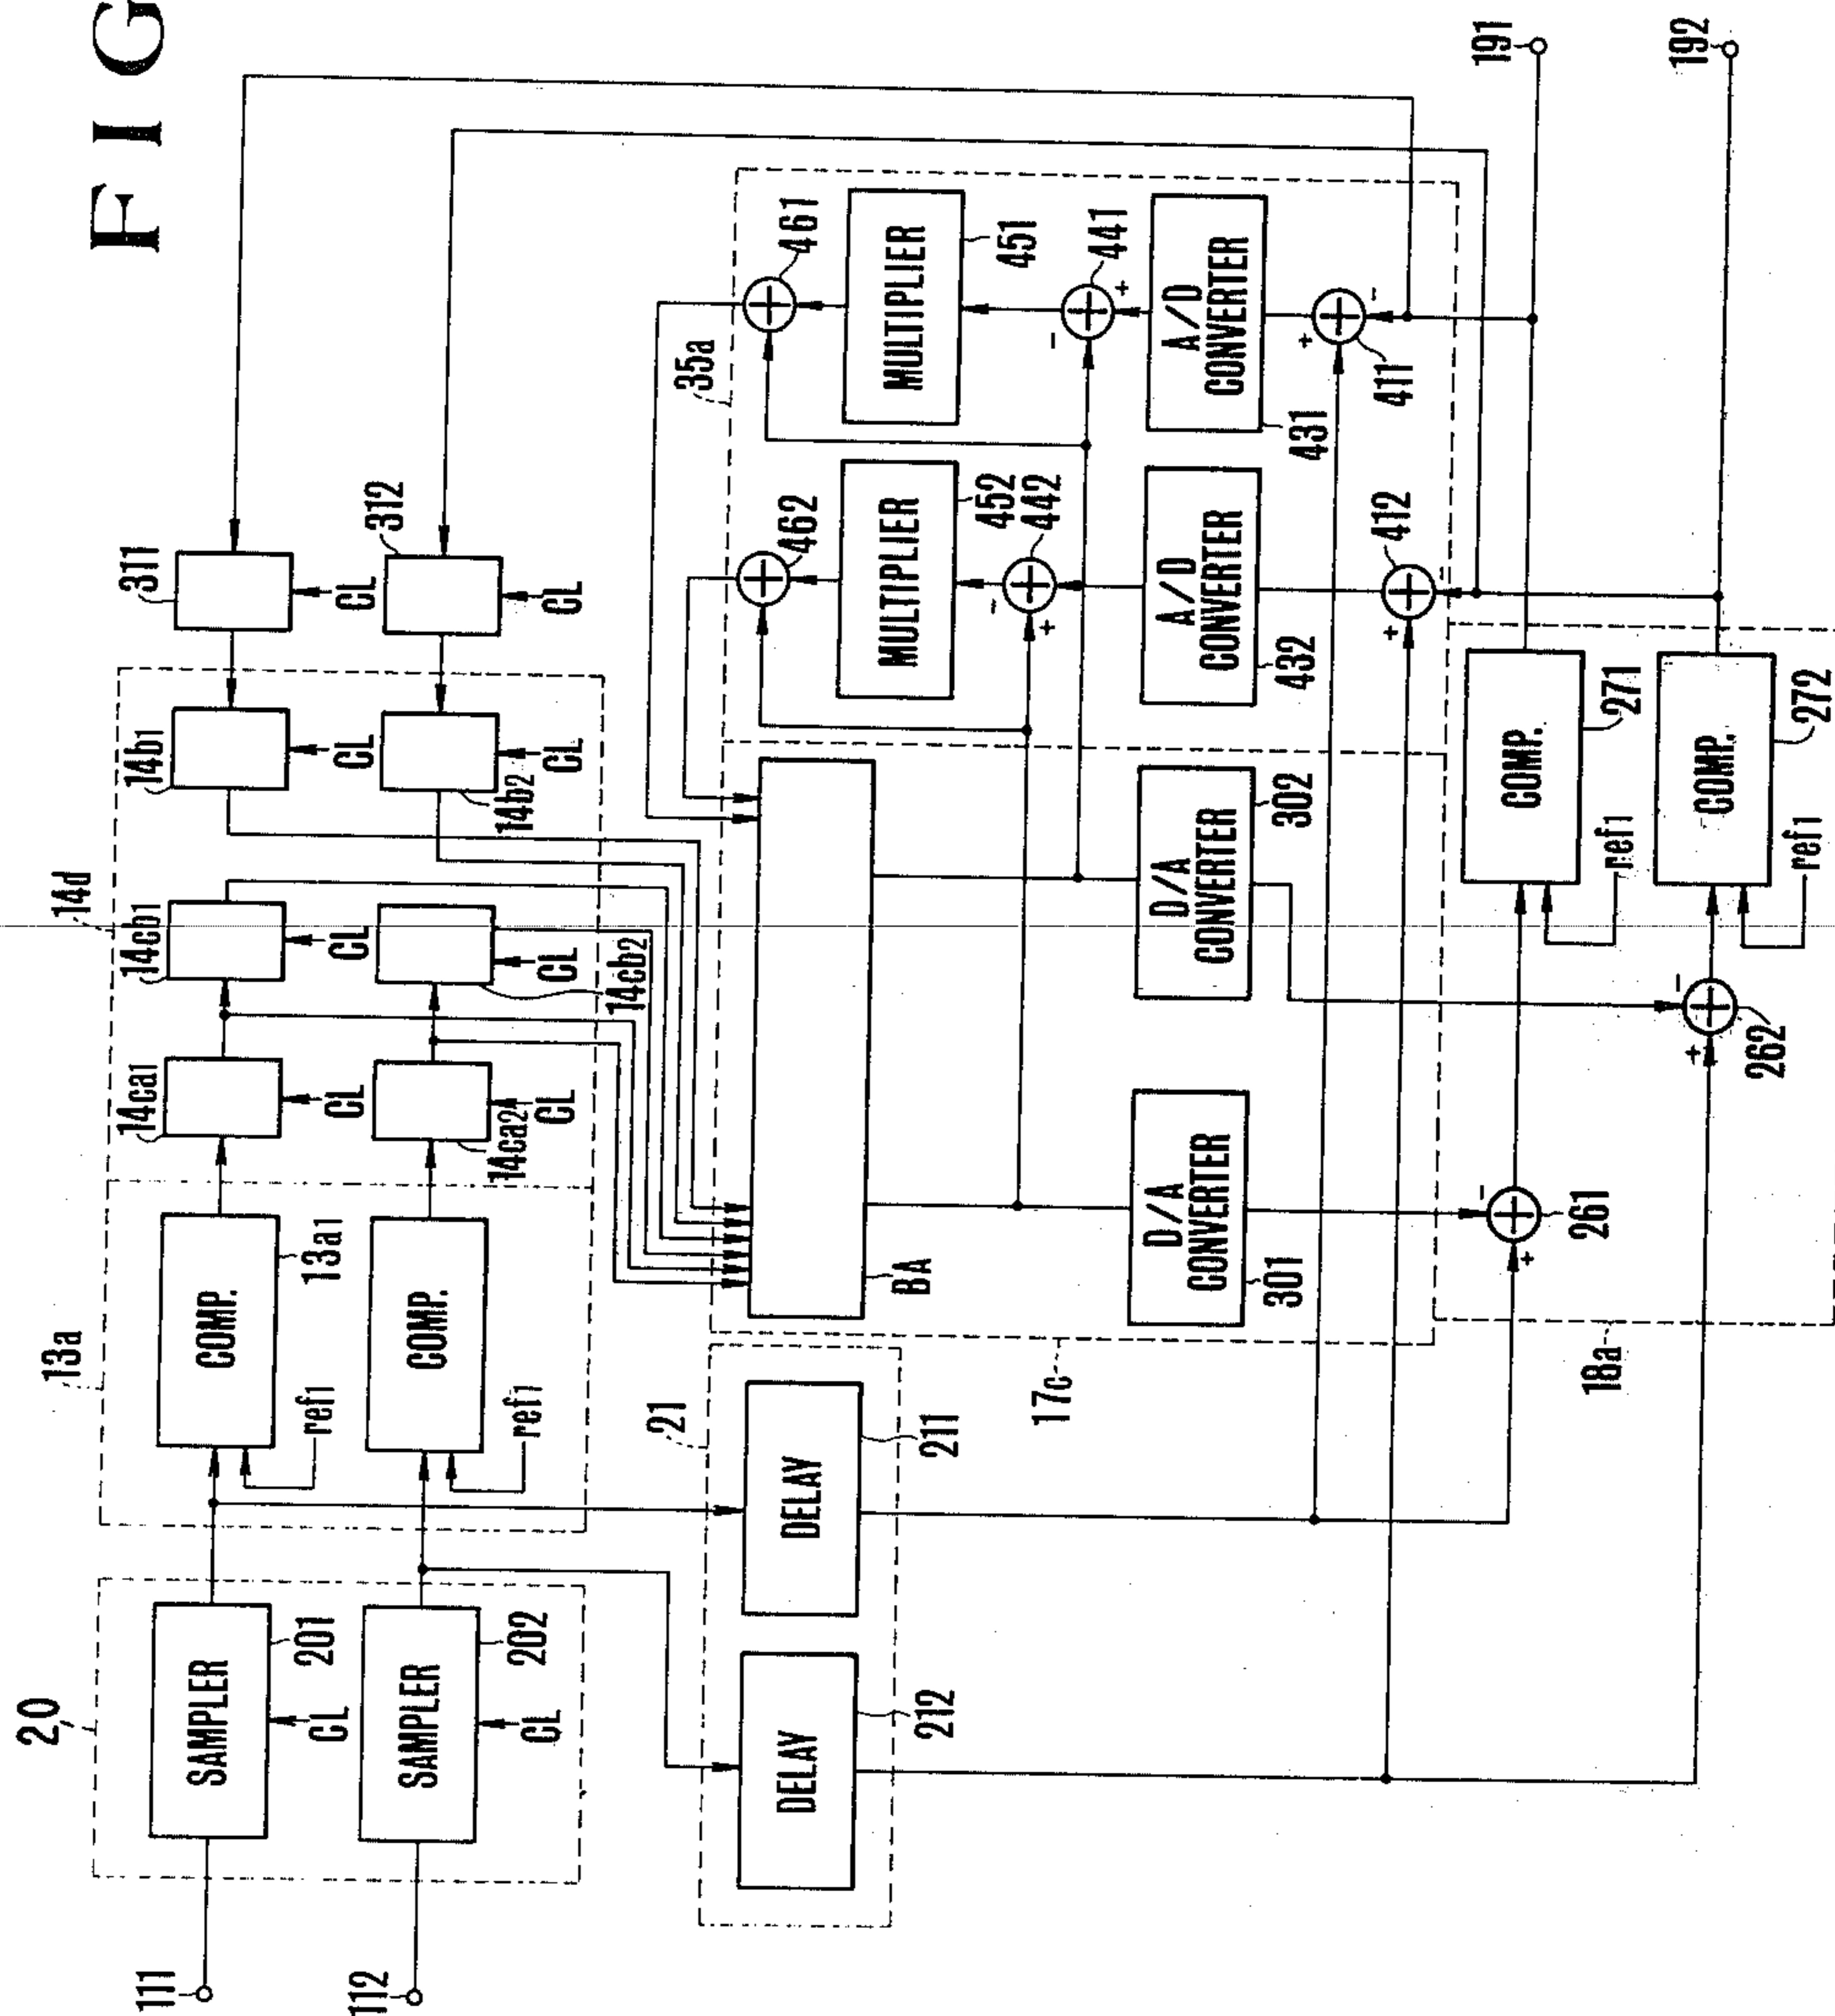 F I G
111
112
20
SAMPLER
201
CL
SAMPLER
202
CL
13a
COMP.
13a1
ref1
COMP.
ref1
14d
14ca1
CL
14ca2
CL
14cb1
CL
14cb2
CL
14b1
CL
14b2
CL
311
CL
312
CL
21
DELAY
211
DELAY
212
17c
BA
D/A
CONVERTER
301
D/A
CONVERTER
302
35a
461
MULTIPLIER
451
441
+
-
A/D
CONVERTER
431
411
+
-
462
MULTIPLIER
452
442
-
+
A/D
CONVERTER
432
412
+
-
18a
261
+
-
262
+
-
COMP.
271
ref1
COMP.
272
ref1
191
192